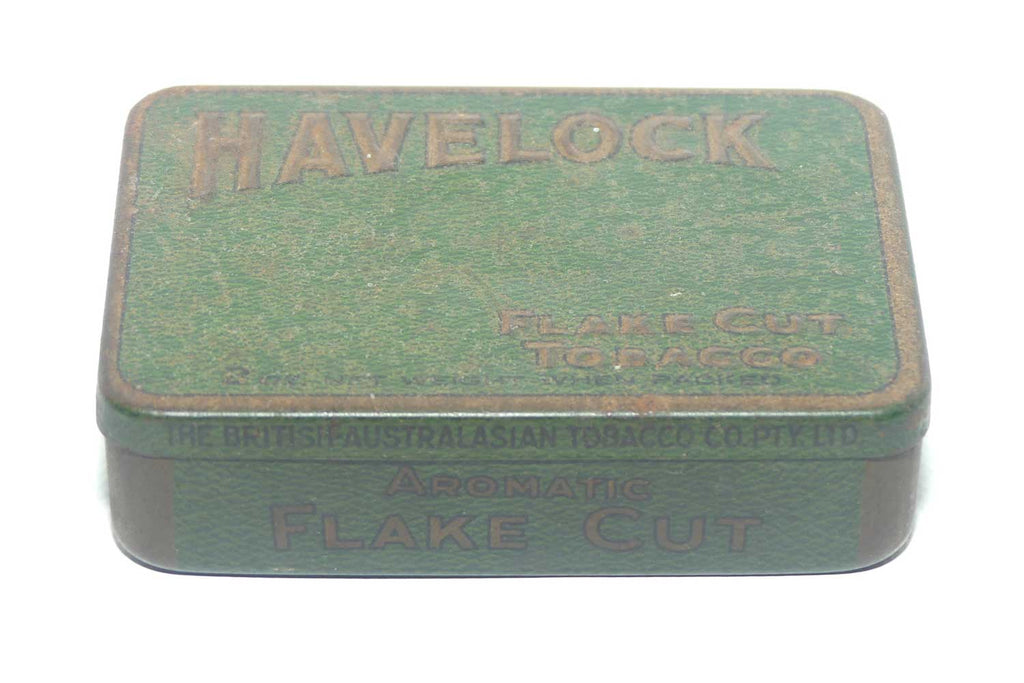 HAVELOCK
FLAKE CUT
TOBACCO
2 OZ. NET WEIGHT WHEN PACKED
THE BRITISH-AUSTRALASIAN TOBACCO CO. PTY. LTD.
AROMATIC
FLAKE CUT